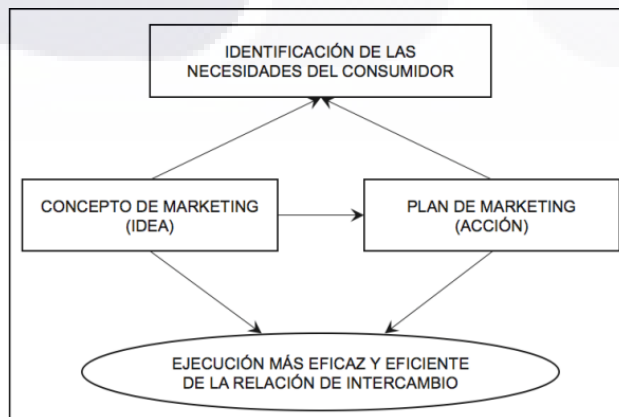 IDENTIFICACIÓN DE LAS
NECESIDADES DEL CONSUMIDOR
CONCEPTO DE MARKETING
(IDEA)
PLAN DE MARKETING
(ACCIÓN)
EJECUCIÓN MÁS EFICAZ Y EFICIENTE
DE LA RELACIÓN DE INTERCAMBIO